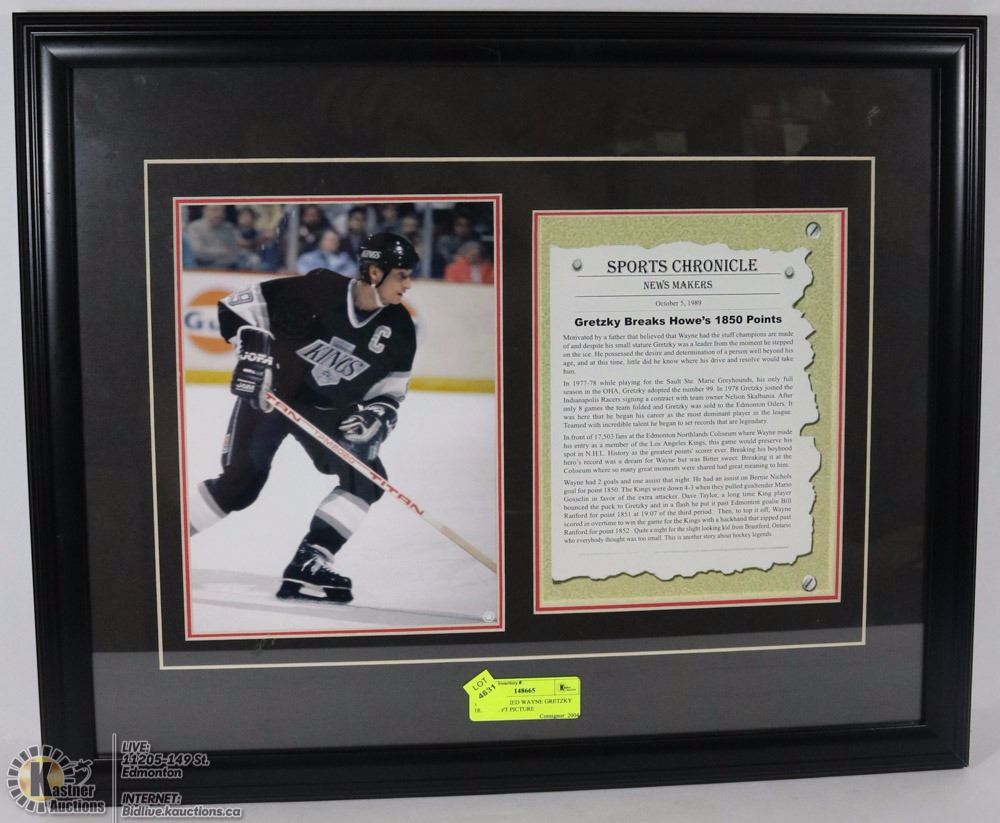 KINGS
C
9
KINGS
JOFA
GU
TITAN
TITAN
SPORTS CHRONICLE
NEWS MAKERS
October 5, 1989
Gretzky Breaks Howe's 1850 Points
Motivated by a father that believed that Wayne had the stuff champions are made
of and despite his small stature Gretzky was a leader from the moment he stepped
on the ice. He possessed the desire and determination of a person well beyond his
age, and at this time, little did he know where his drive and resolve would take
him.
In 1977-78 while playing for the Sault Ste. Marie Greyhounds, his only full
season in the OHA, Gretzky adopted the number 99. In 1978 Gretzky joined the
Indianapolis Racers signing a contract with team owner Nelson Skalbania. After
only 8 games the team folded and Gretzky was sold to the Edmonton Oilers. It
was here that he began his career as the most dominant player in the league.
Teamed with incredible talent he began to set records that are legendary.
In front of 17,503 fans at the Edmonton Northlands Coliseum where Wayne made
his entry as a member of the Los Angeles Kings, this game would preserve his
spot in N.H.L. History as the greatest points' scorer ever. Breaking his boyhood
hero's record was a dream for Wayne but was Bitter sweet. Breaking it at the
Coliseum where so many great moments were shared had great meaning to him.
Wayne had 2 goals and one assist that night. He had an assist on Bernie Nichols
goal for point 1850. The Kings were down 4-3 when they pulled goaltender Mario
Gosselin in favor of the extra attacker. Dave Taylor, a long time King player
bounced the puck to Gretzky and in a flash he put it past Edmonton goalie Bill
Ranford for point 1851 at 19:07 of the third period. Then, to top it off, Wayne
scored in overtime to win the game for the Kings with a backhand that zipped past
Ranford for point 1852. Quite a night for the slight looking kid from Brantford, Ontario
who everybody thought was too small. This is another story about hockey legends.
LOT
4831
Inventory #
148665
IED WAYNE GRETZKY
PT PICTURE
Consignor: 2004
K
Kastner
Auctions
LIVE:
11205-149 St.
Edmonton
INTERNET:
Bidlive.kauctions.ca